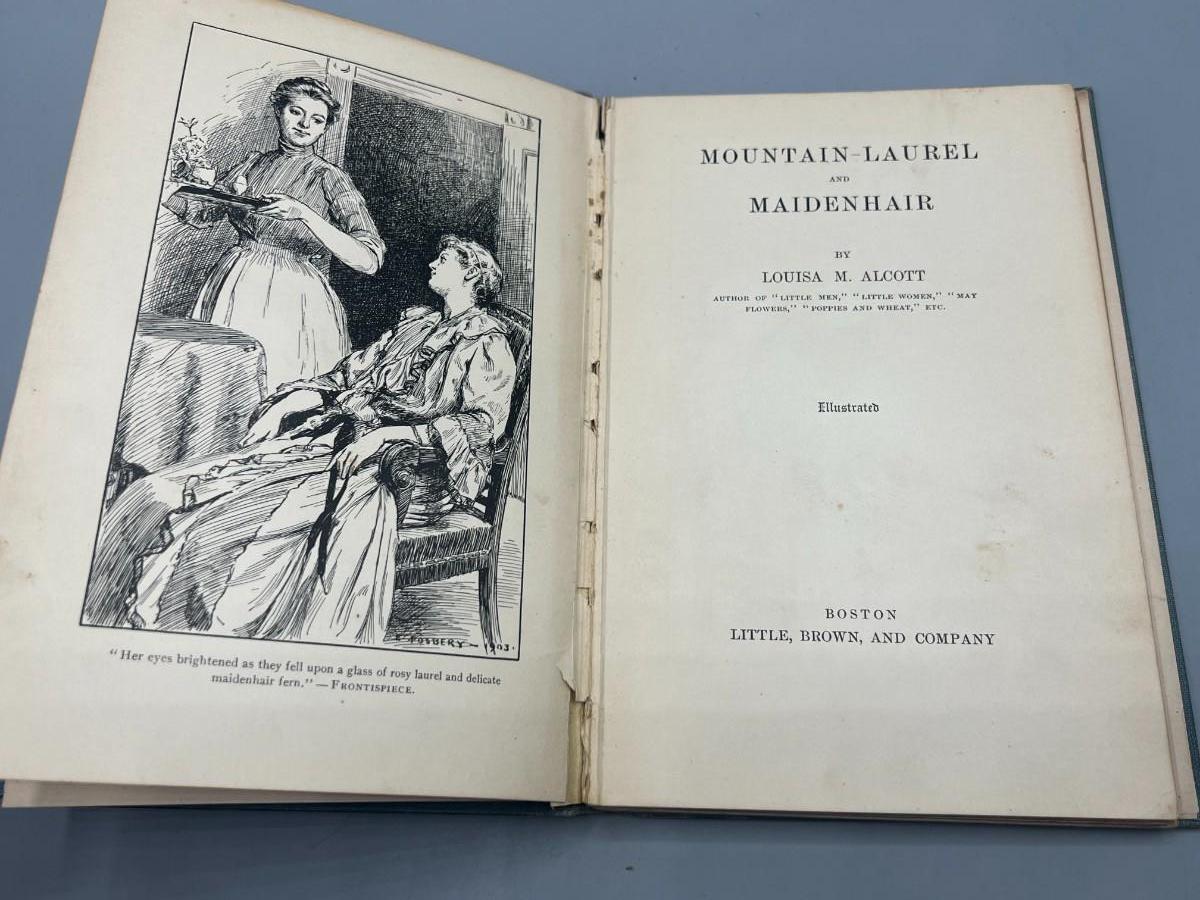 FOSBERY - 1903.
"Her eyes brightened as they fell upon a glass of rosy laurel and delicate
maidenhair fern." — FRONTISPIECE.
MOUNTAIN-LAUREL
AND
MAIDENHAIR
BY
LOUISA M. ALCOTT
AUTHOR OF "LITTLE MEN," "LITTLE WOMEN," "MAY
FLOWERS," "POPPIES AND WHEAT," ETC.
Illustrated
BOSTON
LITTLE, BROWN, AND COMPANY